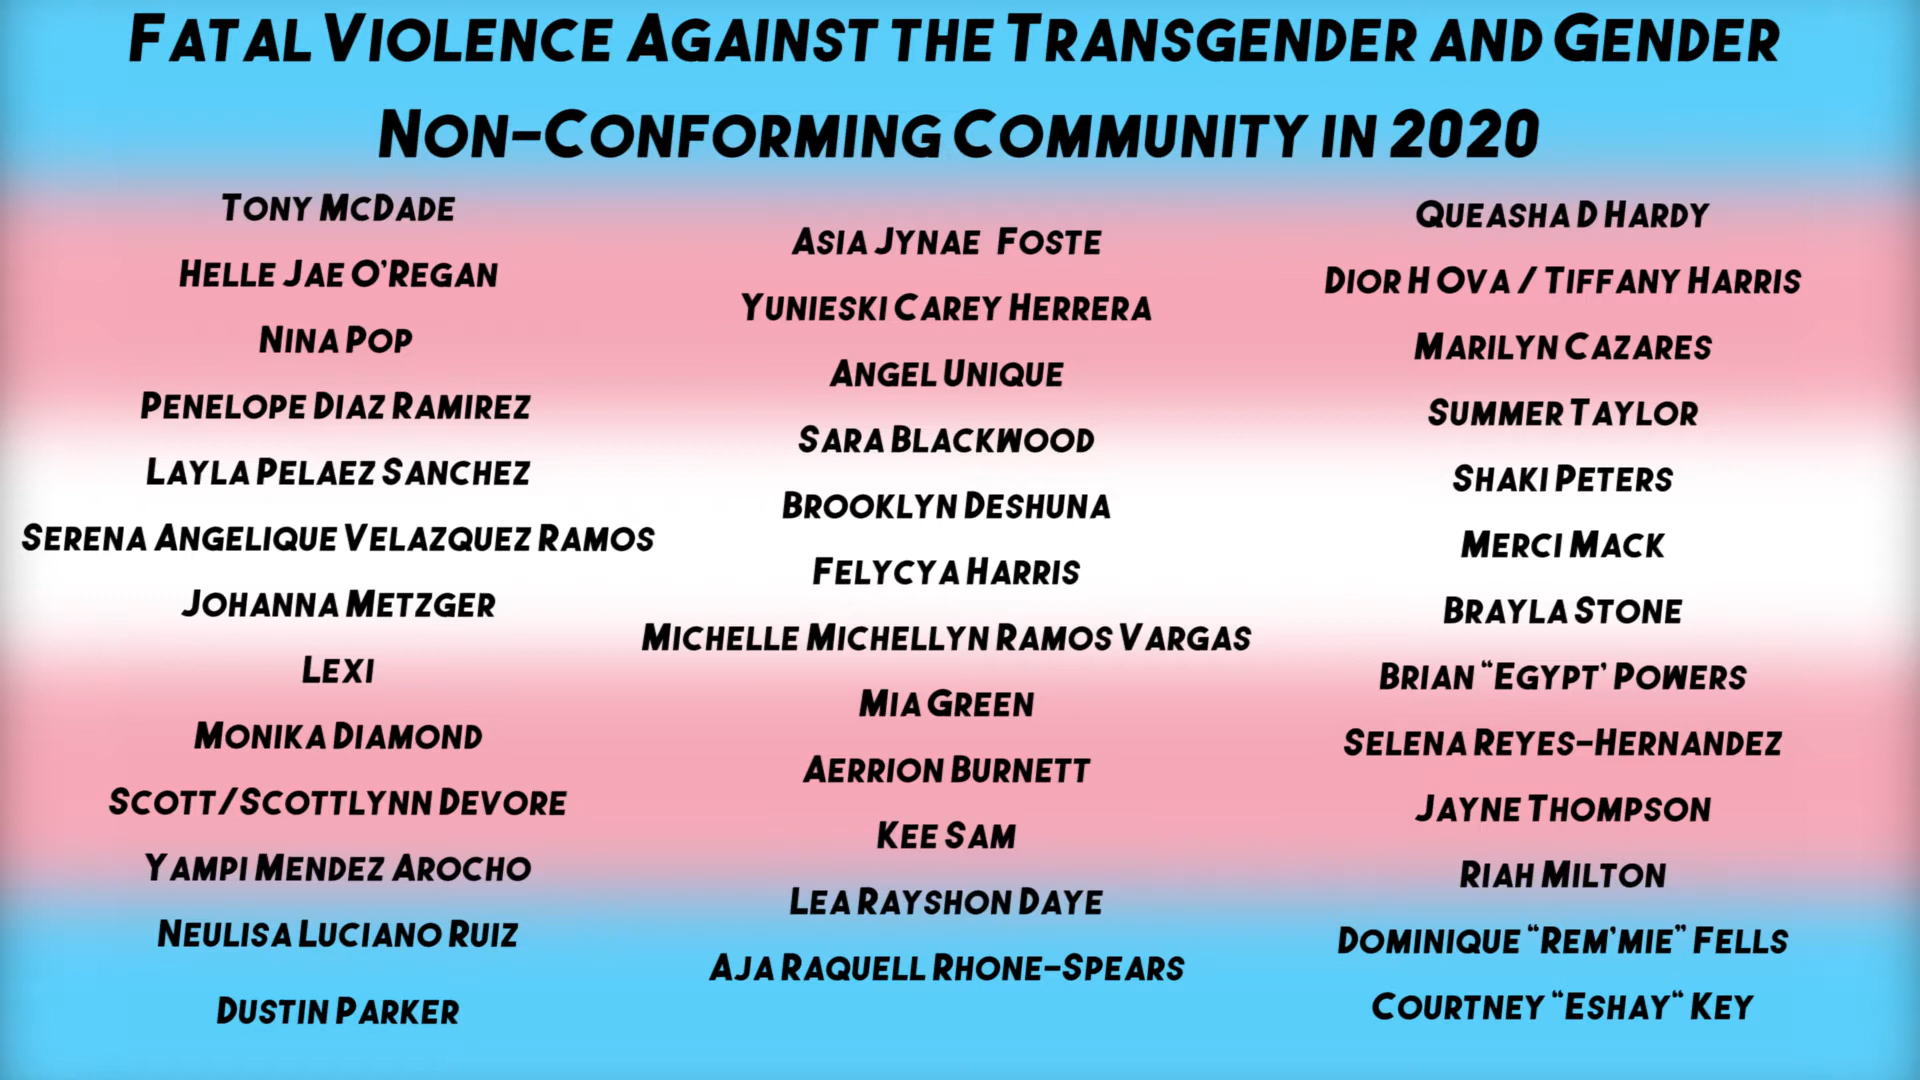 Fatal Violence Against the Transgender and Gender
Non-Conforming Community in 2020
Tony McDade
Helle Jae O'Regan
Nina Pop
Penelope Diaz Ramirez
Layla Pelaez Sanchez
Serena Angelique Velazquez Ramos
Johanna Metzger
Lexi
Monika Diamond
Scott/Scottlynn Devore
Yampi Mendez Arocho
Neulisa Luciano Ruiz
Dustin Parker
Asia Jynae Foste
Yunieski Carey Herrera
Angel Unique
Sara Blackwood
Brooklyn Deshuna
Felycya Harris
Michelle Michellyn Ramos Vargas
Mia Green
Aerrion Burnett
Kee Sam
Lea Rayshon Daye
Aja Raquell Rhone-Spears
Queasha D Hardy
Dior H Ova / Tiffany Harris
Marilyn Cazares
Summer Taylor
Shaki Peters
Merci Mack
Brayla Stone
Brian “Egypt' Powers
Selena Reyes-Hernandez
Jayne Thompson
Riah Milton
Dominique “Rem'mie” Fells
Courtney “Eshay“ Key